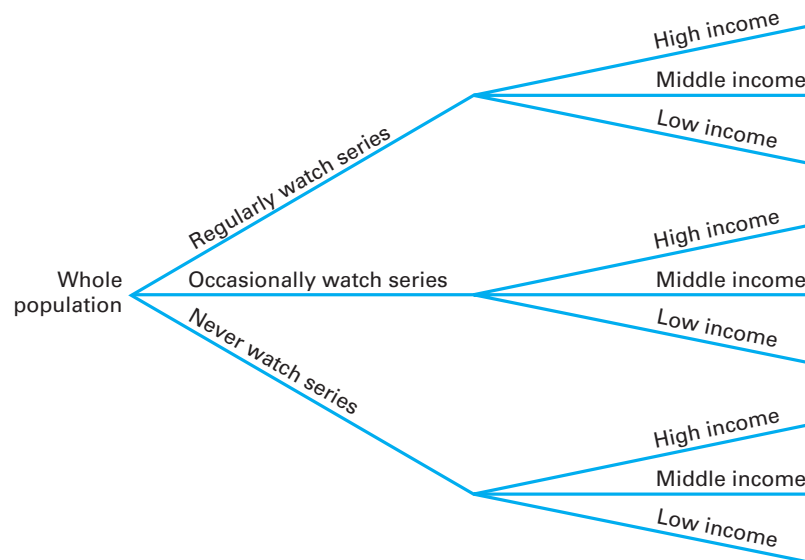 High income
Middle income
Low income
Regularly watch series
High income
Whole
population
Occasionally watch series
Middle income
Low income
Never watch series
High income
Middle income
Low income